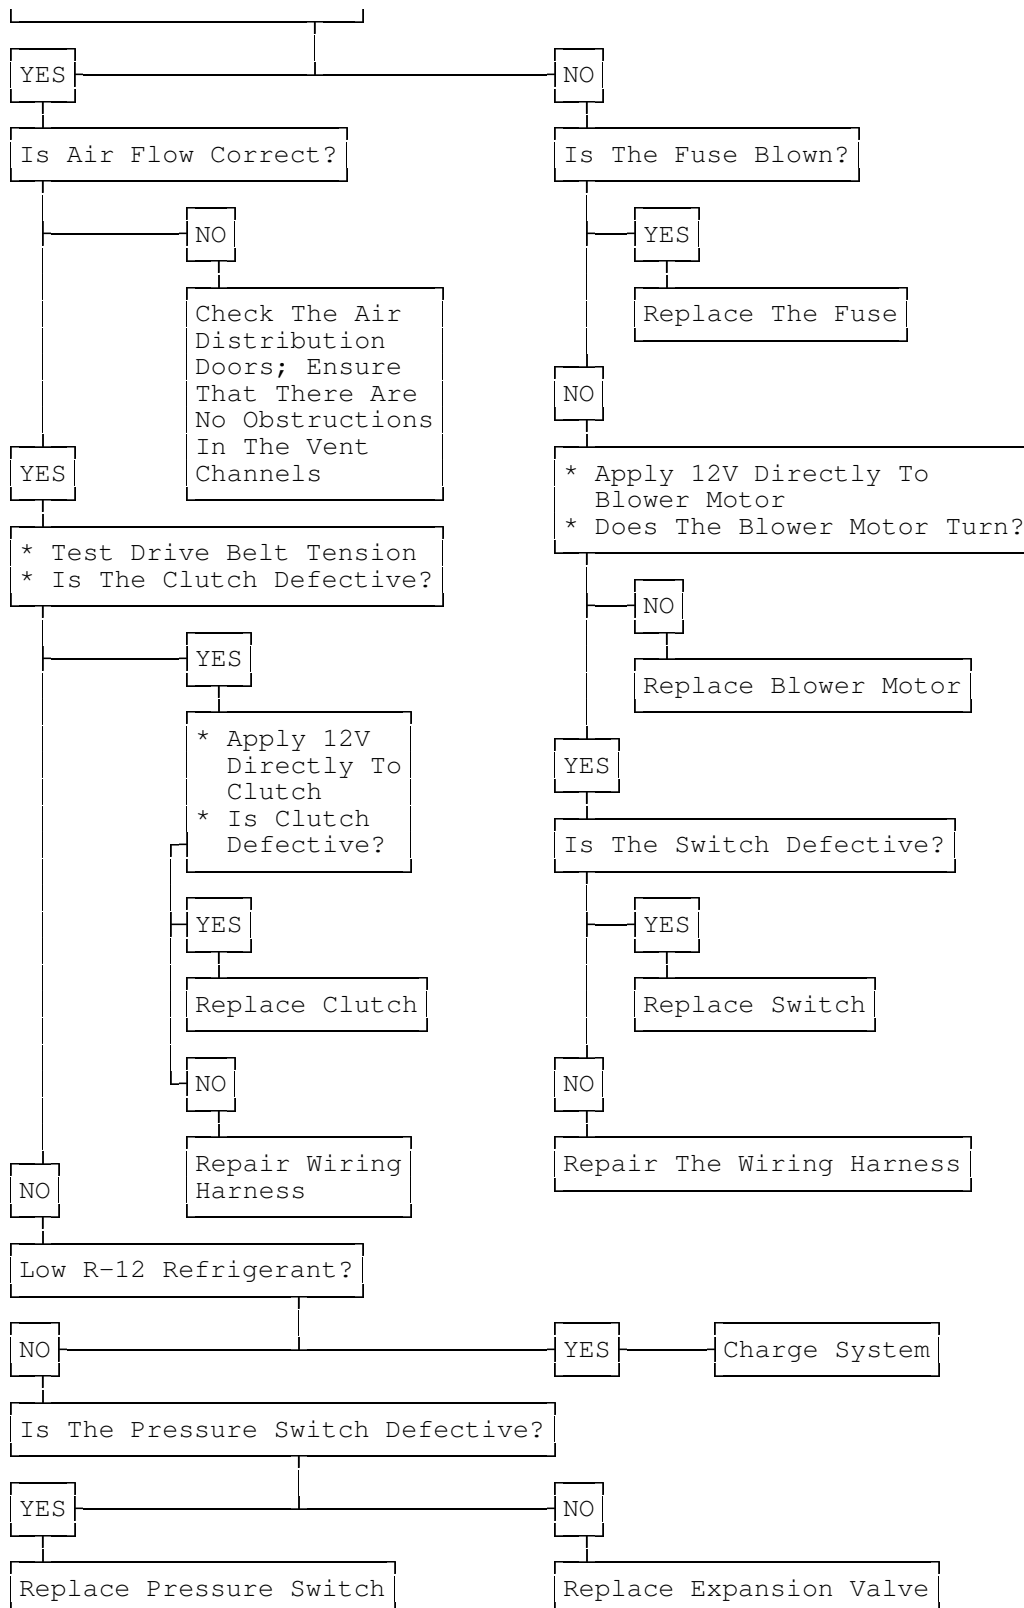 YES
NO
Is Air Flow Correct?
Is The Fuse Blown?
NO
YES
Check The Air
Distribution
Doors; Ensure
That There Are
No Obstructions
In The Vent
Channels
Replace The Fuse
NO
YES
* Apply 12V Directly To
Blower Motor
* Does The Blower Motor Turn?
* Test Drive Belt Tension
* Is The Clutch Defective?
NO
YES
Replace Blower Motor
* Apply 12V
Directly To
Clutch
* Is Clutch
Defective?
YES
Is The Switch Defective?
YES
YES
Replace Clutch
Replace Switch
NO
NO
Repair Wiring
Harness
Repair The Wiring Harness
NO
Low R-12 Refrigerant?
NO
YES
Charge System
Is The Pressure Switch Defective?
YES
NO
Replace Pressure Switch
Replace Expansion Valve